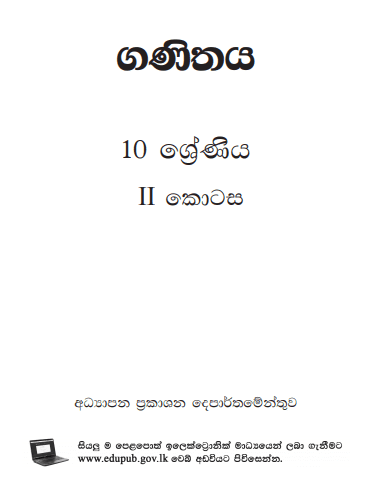 ගණිතය
10 ශ්‍රේණිය
II කොටස
අධ්‍යාපන ප්‍රකාශන දෙපාර්තමේන්තුව
සියලු ම පෙළපොත් ඉලෙක්ට්‍රොනික් මාධ්‍යයෙන් ලබා ගැනීමට
www.edupub.gov.lk වෙබ් අඩවියට පිවිසෙන්න.